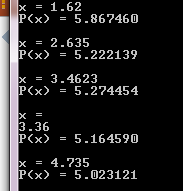 x = 1.62
P(x) = 5.867460
x = 2.635
P(x) = 5.222139
x = 3.4623
P(x) = 5.274454
x =
3.36
P(x) = 5.164590
x = 4.735
P(x) = 5.023121